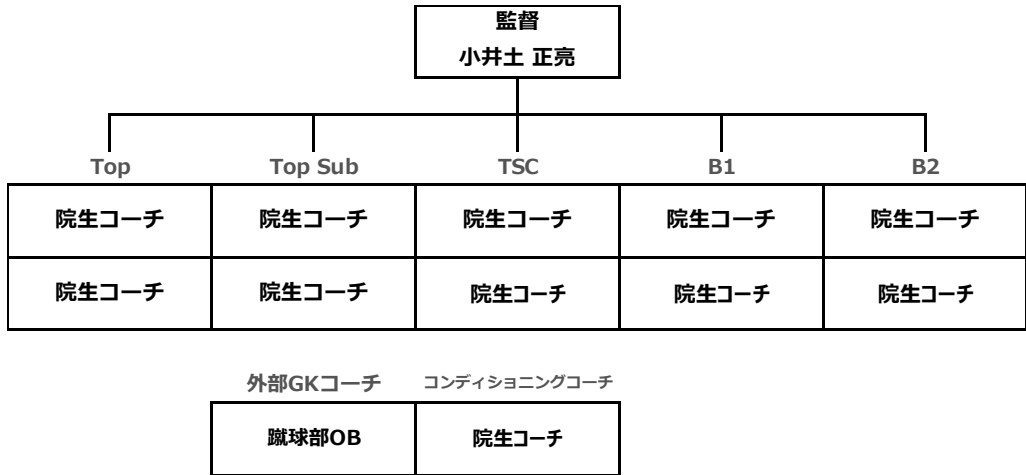 監督
小井土 正亮
Top Top Sub TSC B1 B2
院生コーチ 院生コーチ 院生コーチ 院生コーチ 院生コーチ
院生コーチ 院生コーチ 院生コーチ 院生コーチ 院生コーチ
外部GKコーチ コンディショニングコーチ
蹴球部OB 院生コーチ